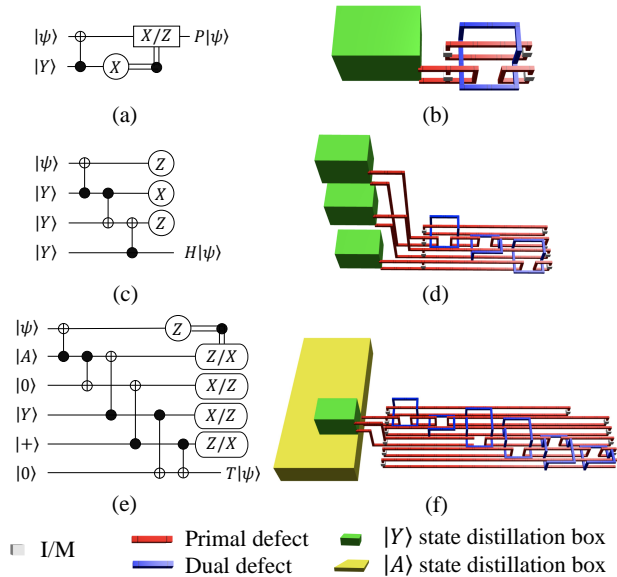 |ψ⟩ X/Z P|ψ⟩
|Y⟩ X
(a) (b)
|ψ⟩ Z
|Y⟩ X
|Y⟩ Z
|Y⟩ H|ψ⟩
(c) (d)
|ψ⟩ Z
|A⟩ Z/X
|0⟩ X/Z
|Y⟩ X/Z
|+⟩ Z/X
|0⟩ T|ψ⟩
(e) (f)
I/M Primal defect |Y⟩ state distillation box
Dual defect |A⟩ state distillation box